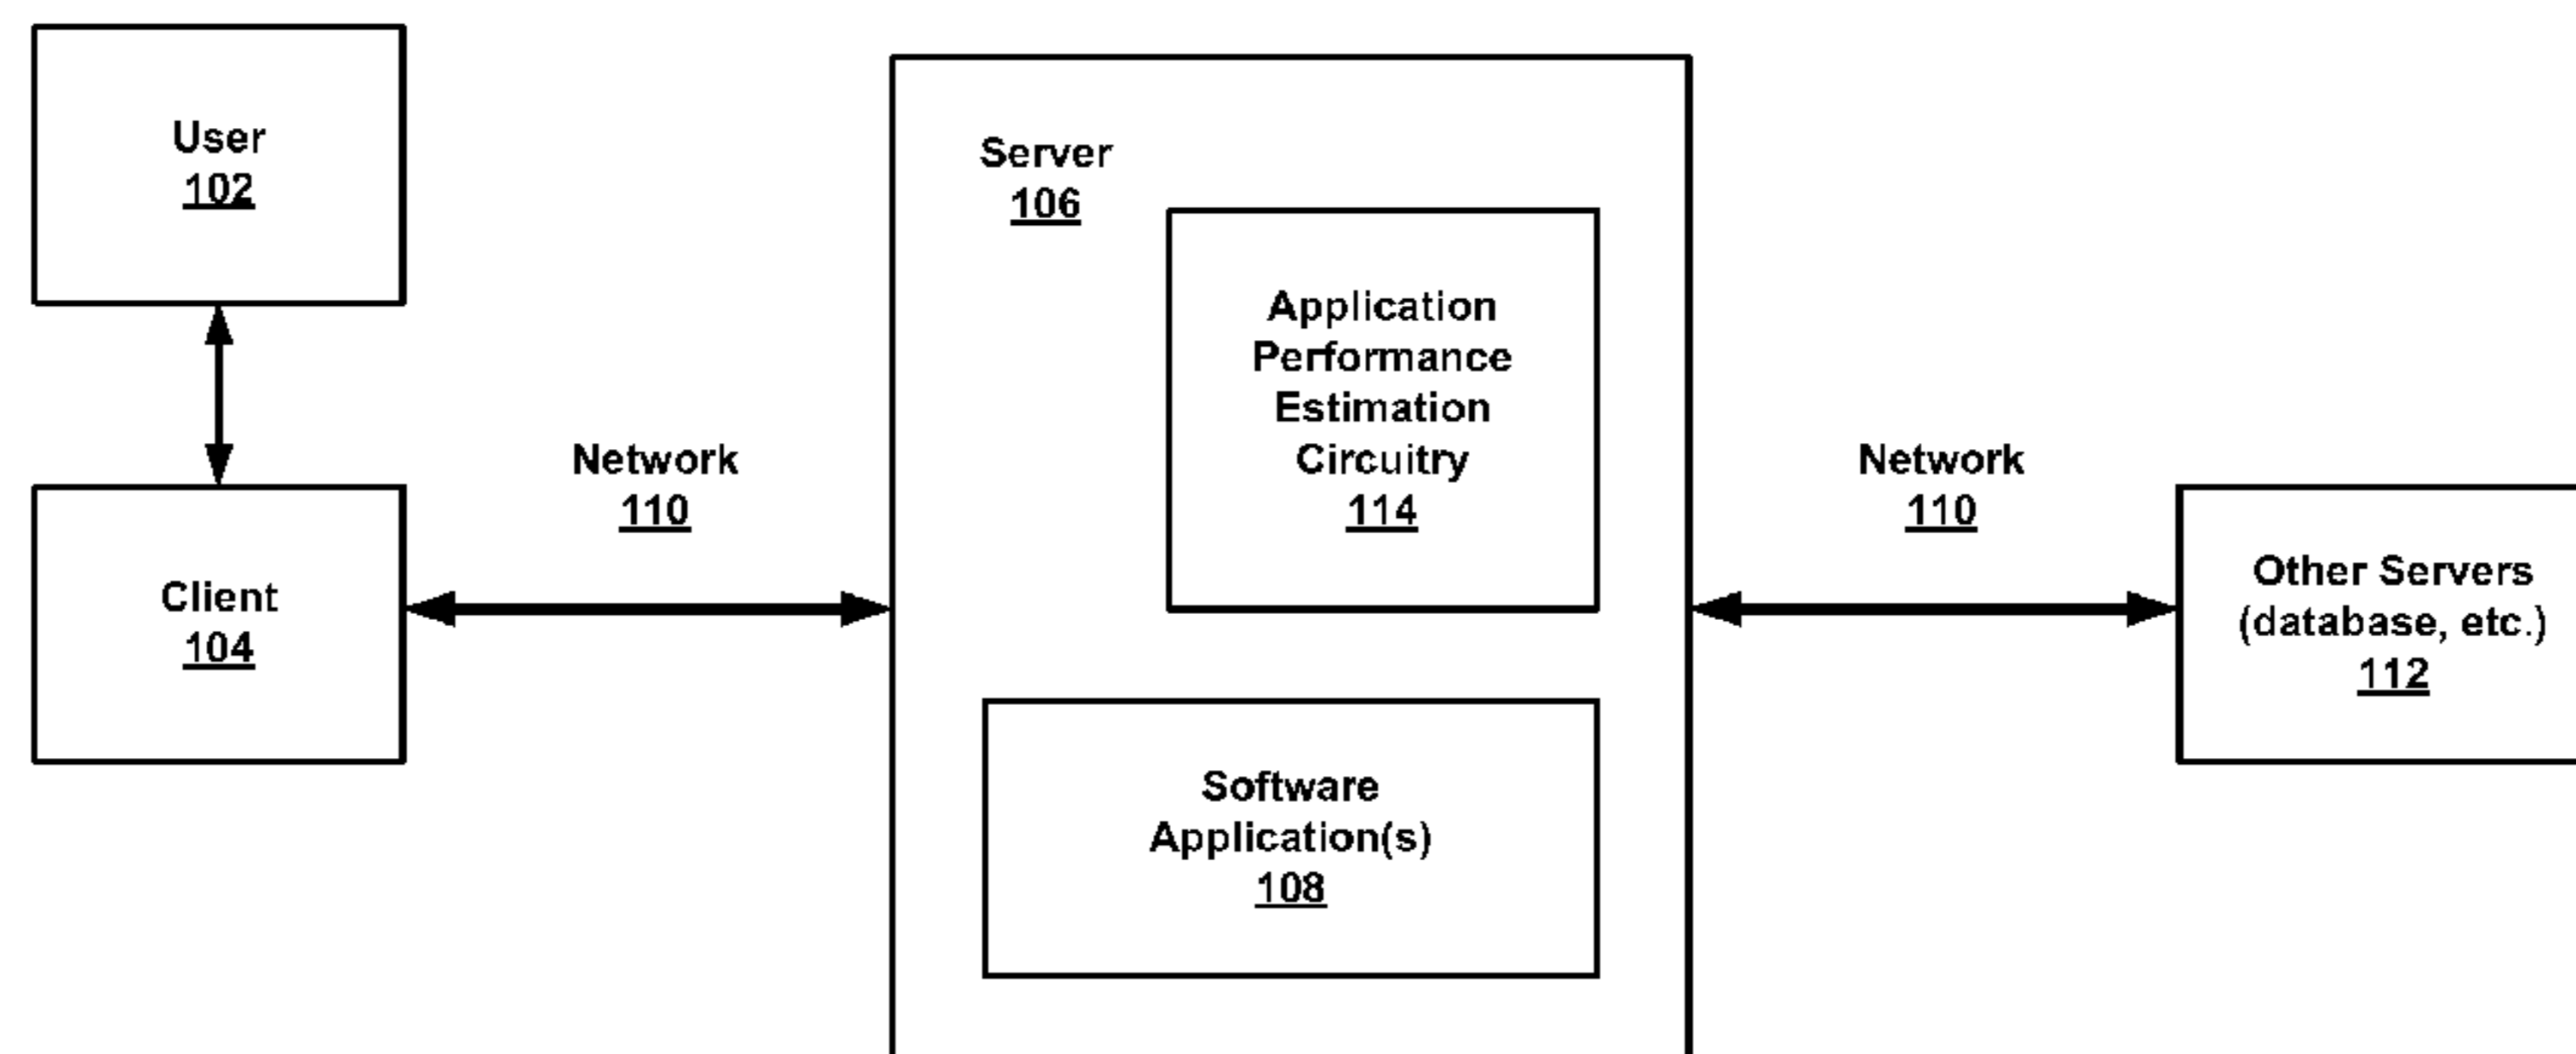 User
102
Client
104
Network
110
Server
106
Application
Performance
Estimation
Circuitry
114
Software
Application(s)
108
Network
110
Other Servers
(database, etc.)
112